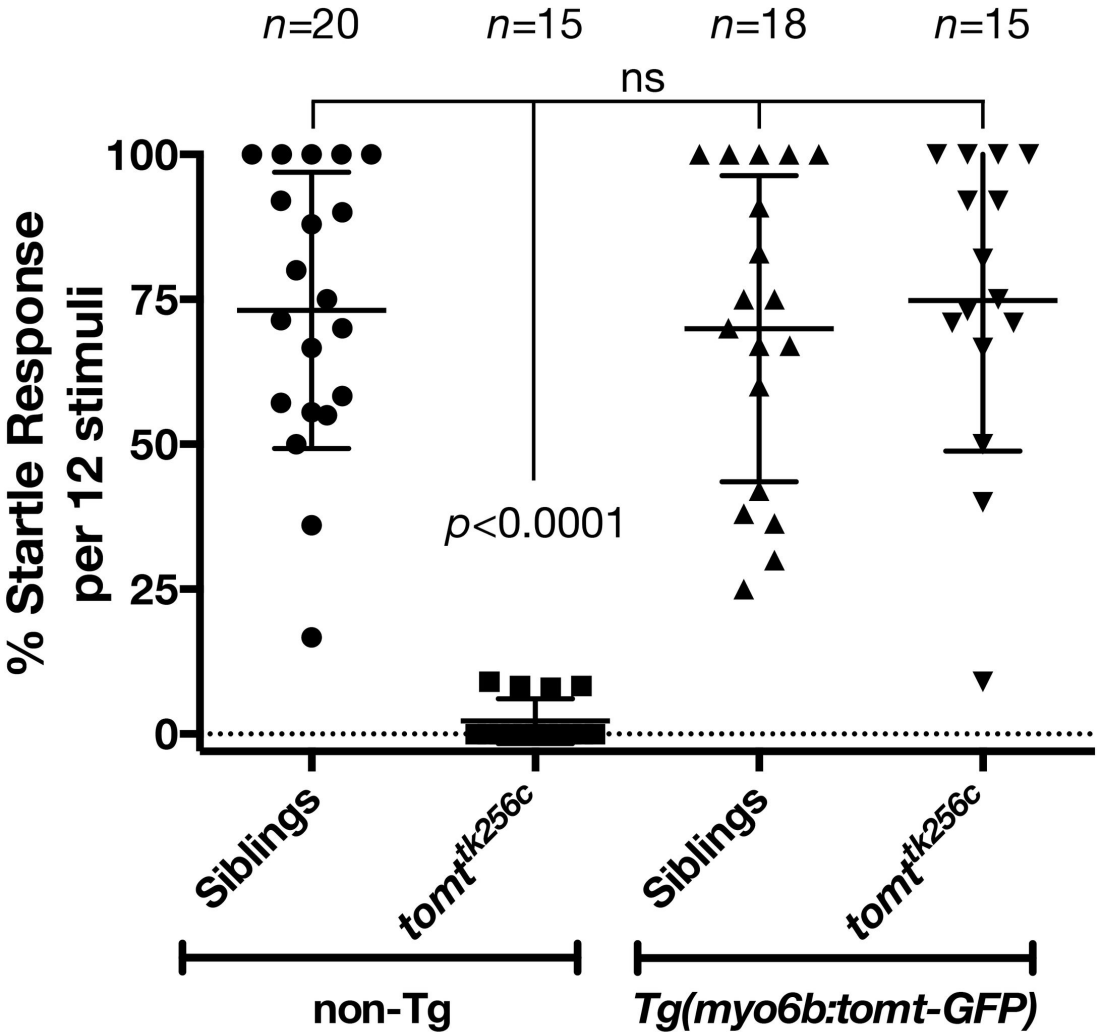 n=20 n=15 n=18 n=15
ns
100
75
50
25
0
% Startle Response
per 12 stimuli
p<0.0001
Siblings tomttk256c Siblings tomttk256c
non-Tg Tg(myo6b:tomt-GFP)